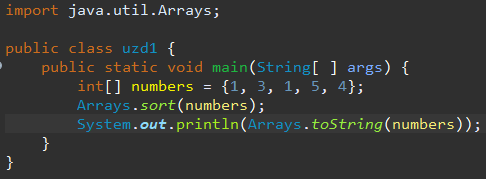 import java.util.Arrays;
public class uzd1 {
public static void main(String[ ] args) {
int[] numbers = {1, 3, 1, 5, 4};
Arrays.sort(numbers);
System.out.println(Arrays.toString(numbers));
}
}